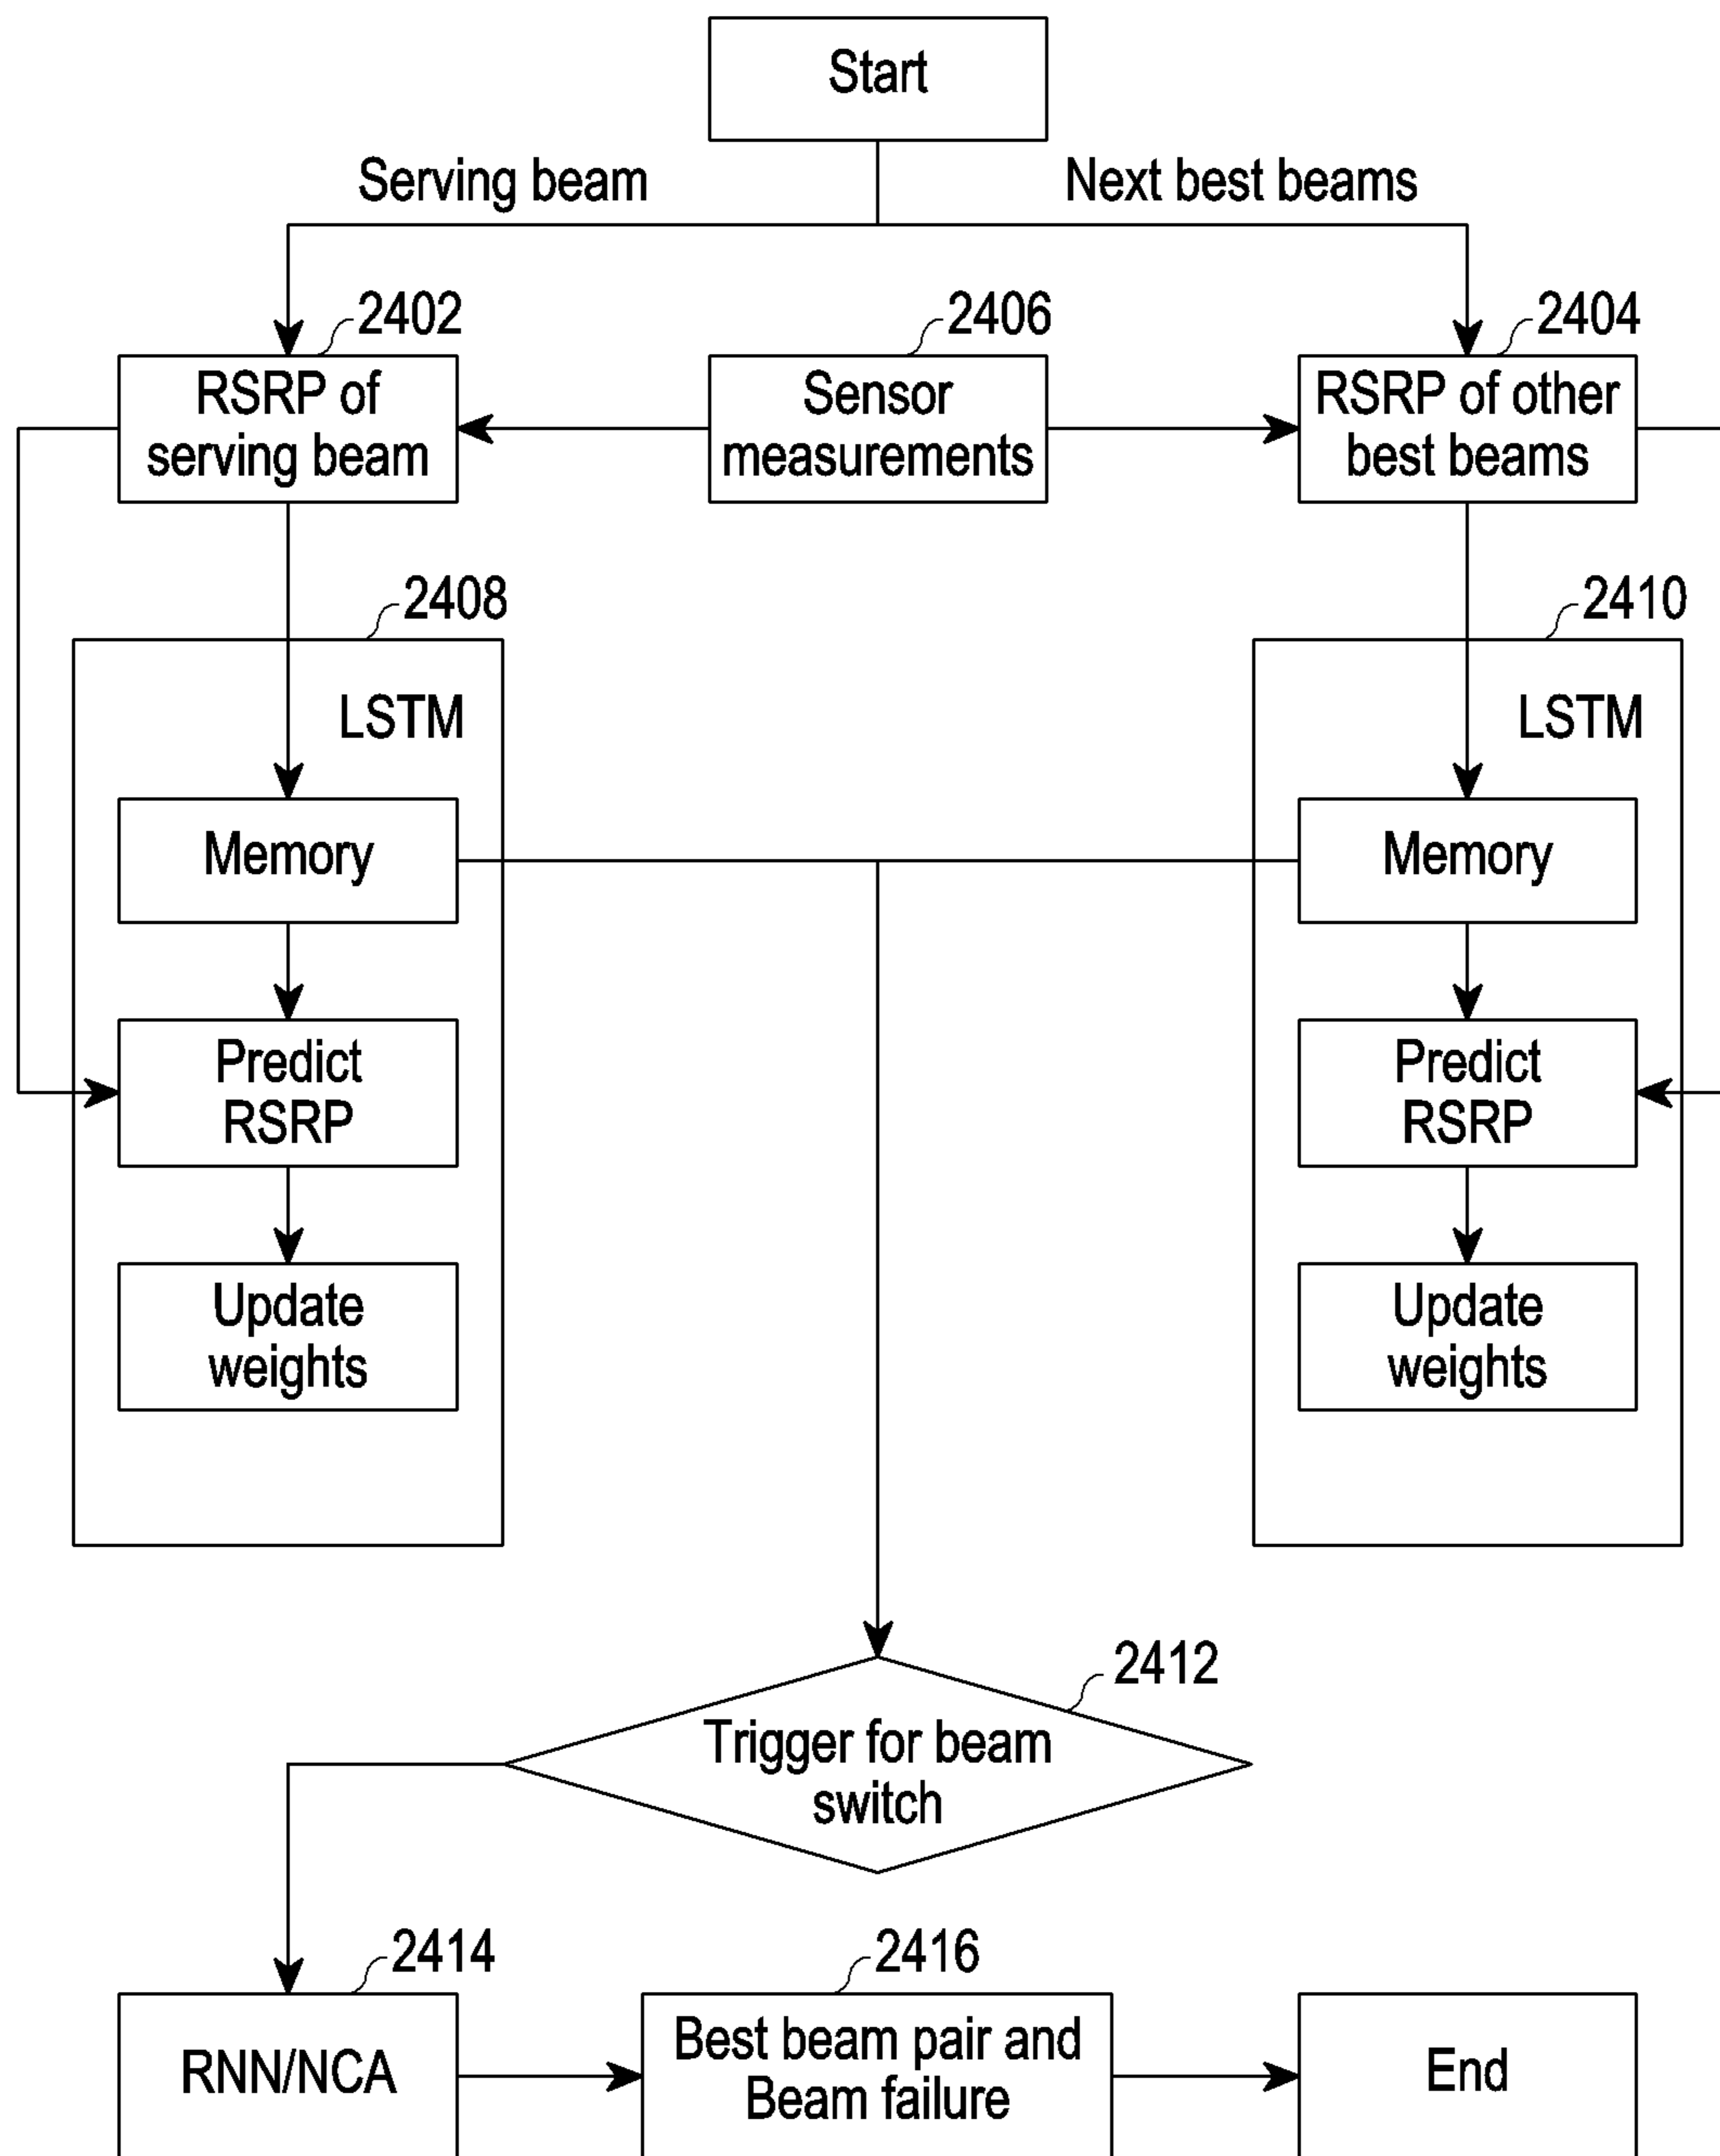 Start
Serving beam
Next best beams
2402
2406
2404
RSRP of
serving beam
Sensor
measurements
RSRP of other
best beams
2408
2410
LSTM
LSTM
Memory
Memory
Predict
RSRP
Predict
RSRP
Update
weights
Update
weights
2412
Trigger for beam
switch
2414
2416
RNN/NCA
Best beam pair and
Beam failure
End